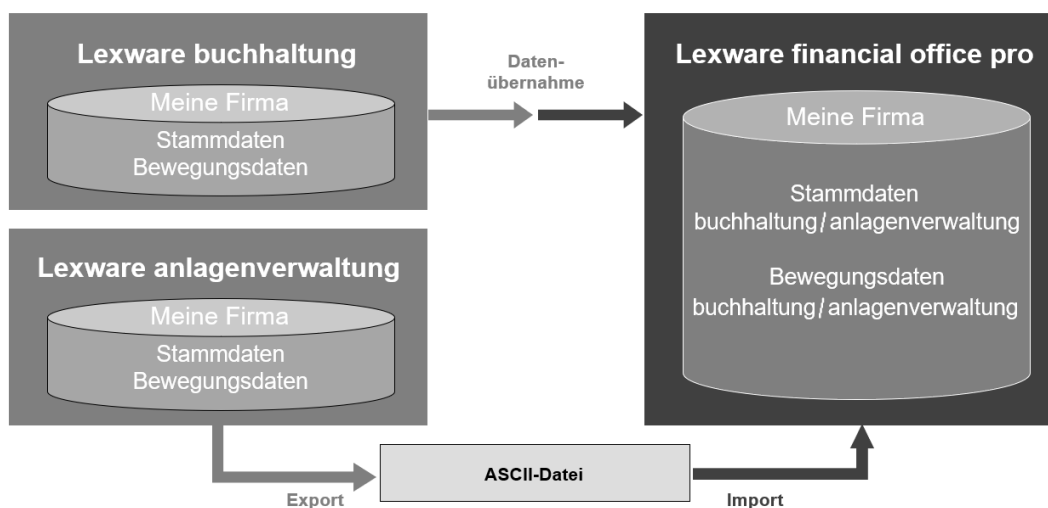 Lexware buchhaltung
Meine Firma
Stammdaten
Bewegungsdaten
Daten-
übernahme
Lexware financial office pro
Meine Firma
Stammdaten
buchhaltung/anlagenverwaltung
Bewegungsdaten
buchhaltung/anlagenverwaltung
Lexware anlagenverwaltung
Meine Firma
Stammdaten
Bewegungsdaten
Export
ASCII-Datei
Import